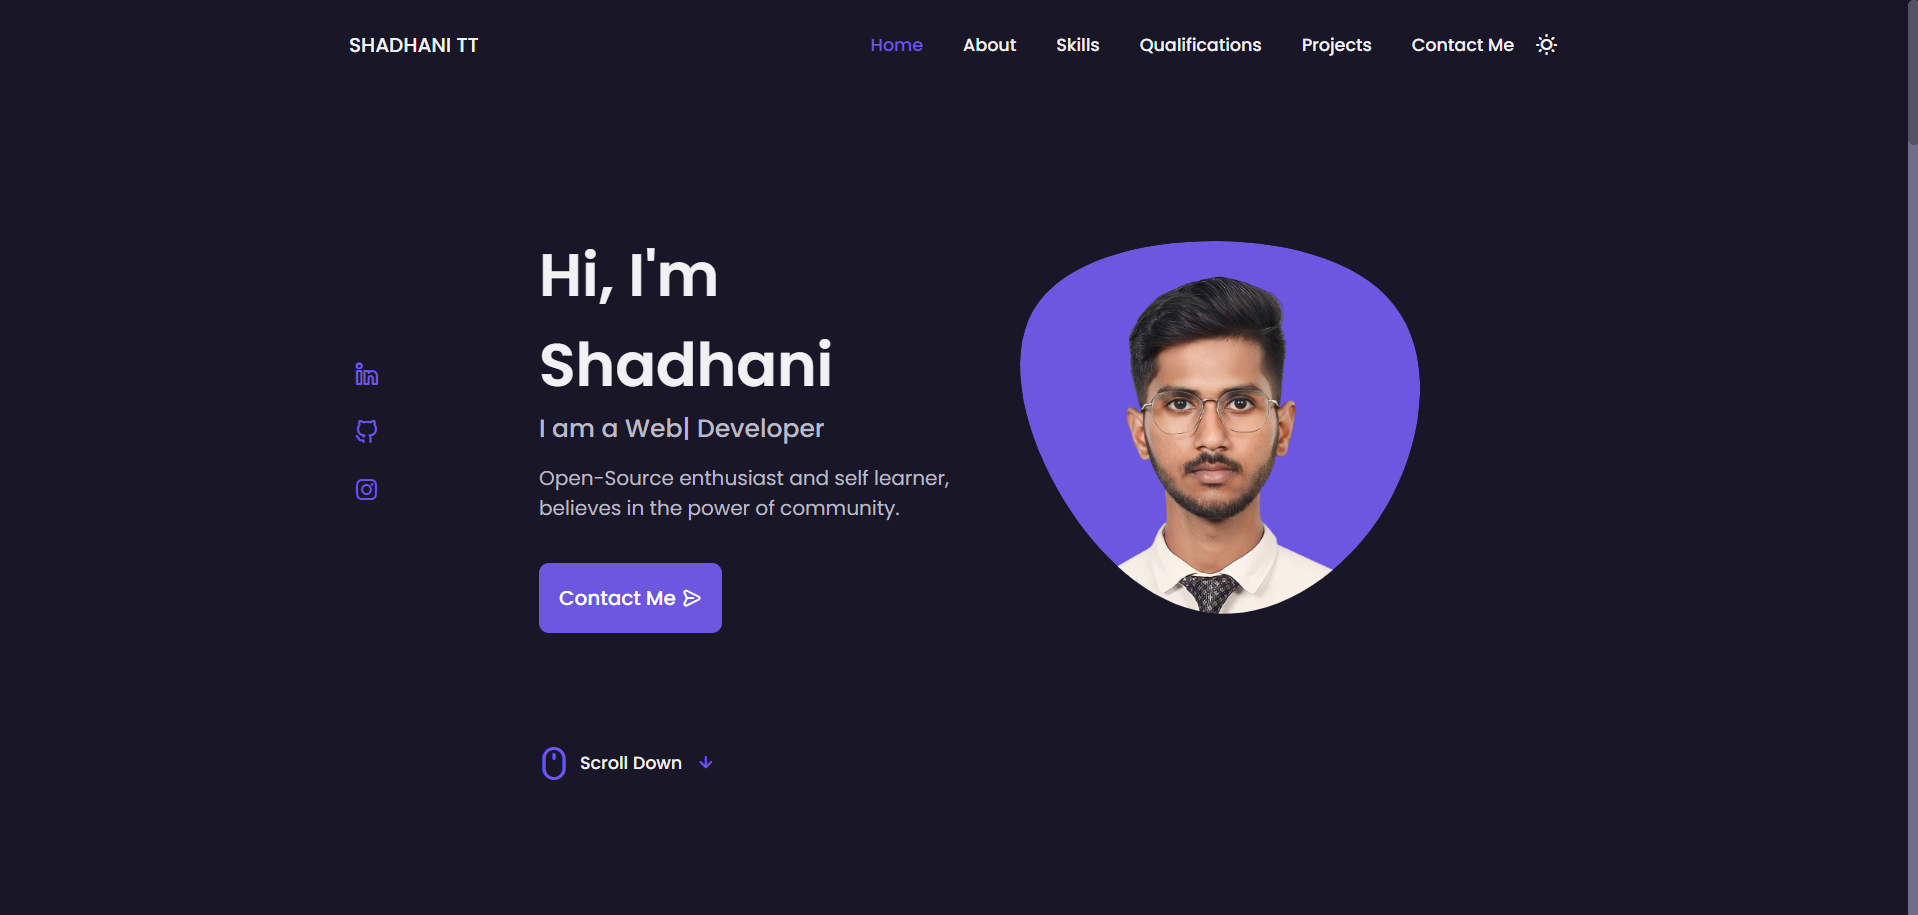 SHADHANI TT
Home About Skills Qualifications Projects Contact Me
Hi, I'm
Shadhani
I am a Web| Developer
Open-Source enthusiast and self learner,
believes in the power of community.
Contact Me
Scroll Down